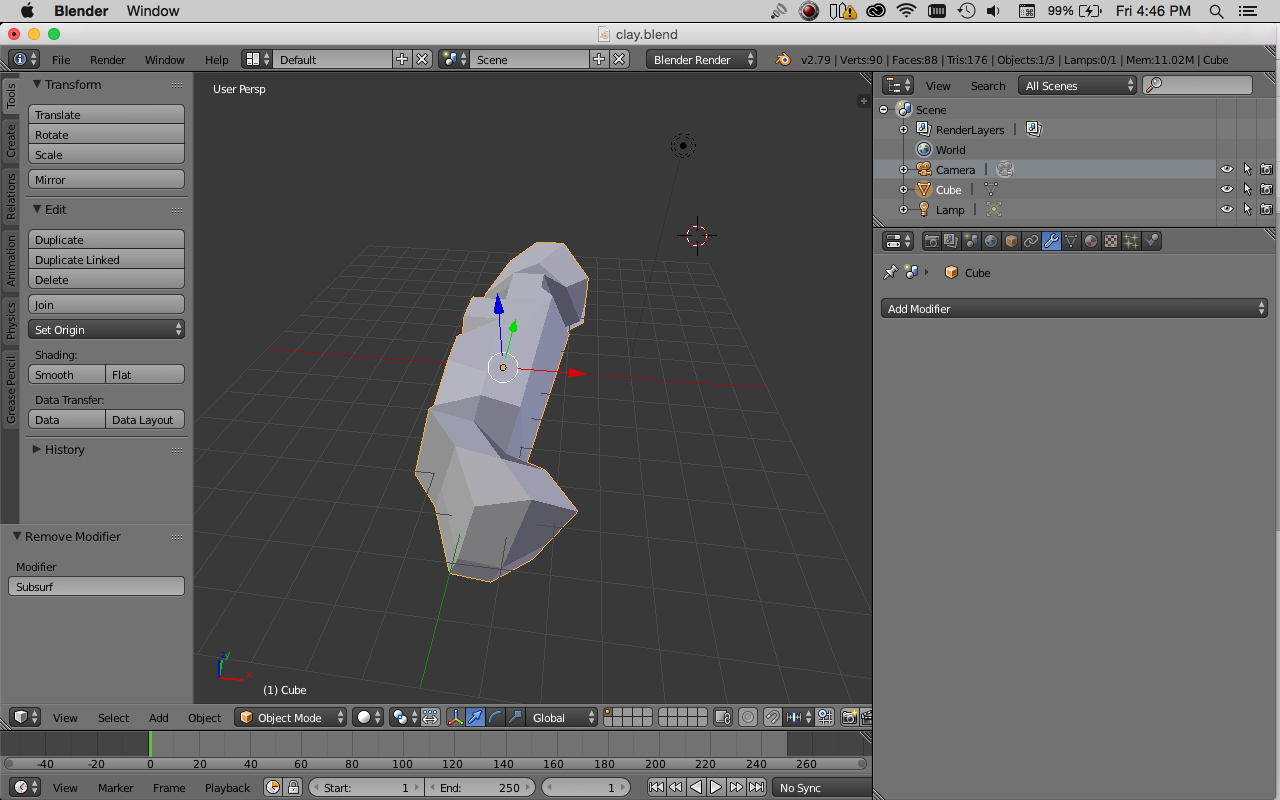 Blender Window 99% Fri 4:46 PM
clay.blend
File Render Window Help Default Scene Blender Render v2.79 | Verts:90 | Faces:88 | Tris:176 | Objects:1/3 | Lamps:0/1 | Mem:11.02M | Cube
Tools
Create
Relations
Animation
Physics
Grease Pencil
Transform
Translate
Rotate
Scale
Mirror
Edit
Duplicate
Duplicate Linked
Delete
Join
Set Origin
Shading:
Smooth Flat
Data Transfer:
Data Data Layout
History
Remove Modifier
Modifier
Subsurf
User Persp
(1) Cube
y
x
View Select Add Object Object Mode Global
View Search All Scenes
Scene
RenderLayers
World
Camera
Cube
Lamp
Cube
Add Modifier
-40 -20 0 20 40 60 80 100 120 140 160 180 200 220 240 260
View Marker Frame Playback Start: 1 End: 250 1 No Sync